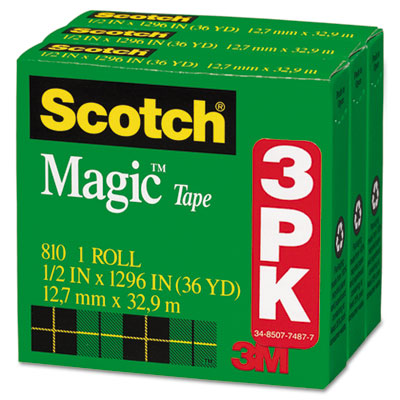 1/2 IN x 1296 IN (36 YD) 12,7 mm x 32,9 m
1/2 IN x 1296 IN (36 YD) 12,7 mm x 32,9 m
Scotch®
Magic™ Tape
810 1 ROLL
1/2 IN x 1296 IN (36 YD)
12,7 mm x 32,9 m
3PK
34-8507-7487-7
3M